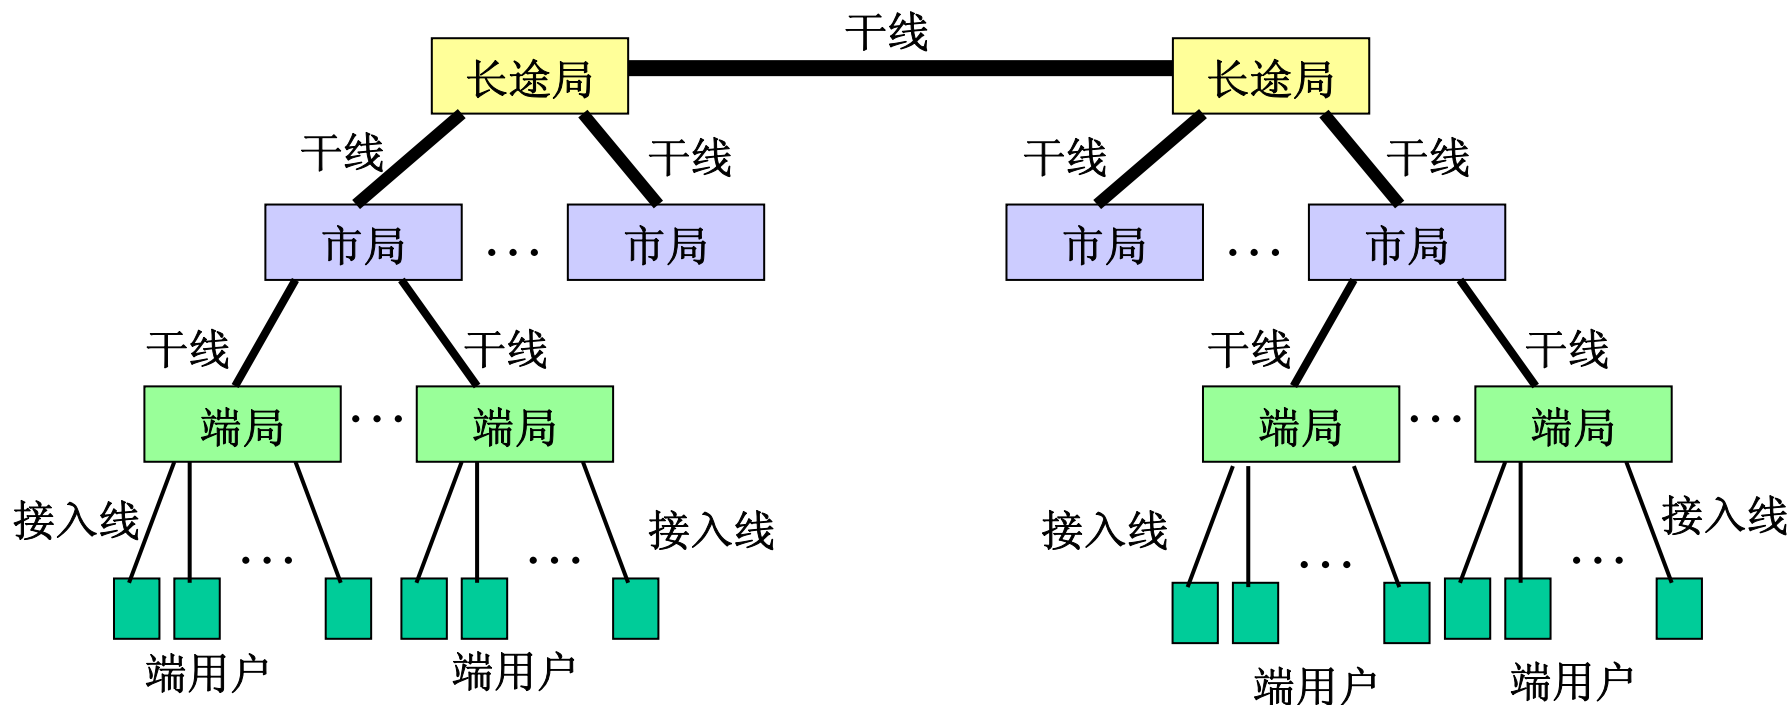 干线
长途局
长途局
干线
干线
干线
干线
市局
…
市局
市局
…
市局
干线
干线
干线
干线
端局
…
端局
端局
…
端局
接入线
接入线
接入线
接入线
…
…
…
…
端用户
端用户
端用户
端用户